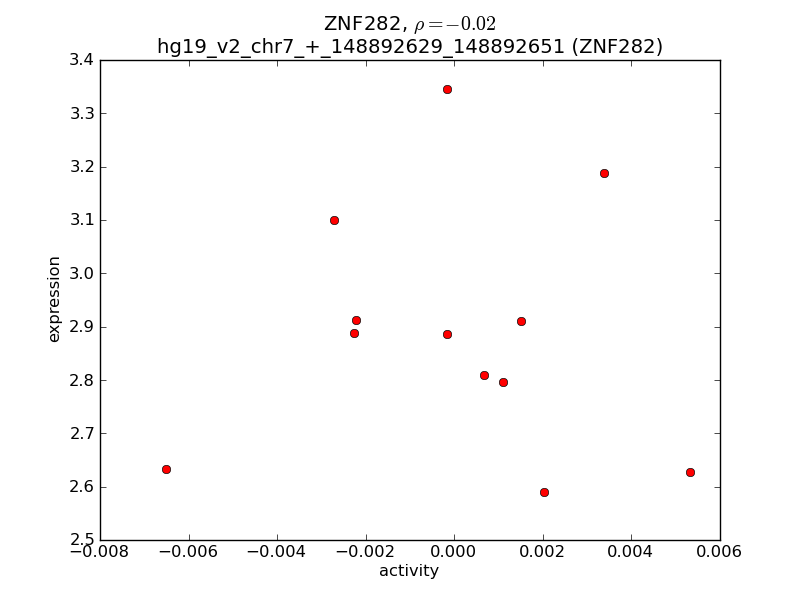 ZNF282, ρ=−0.02
hg19_v2_chr7_+_148892629_148892651 (ZNF282)
3.4
3.3
3.2
3.1
3.0
2.9
2.8
2.7
2.6
2.5
expression
−0.008 −0.006 −0.004 −0.002 0.000 0.002 0.004 0.006
activity